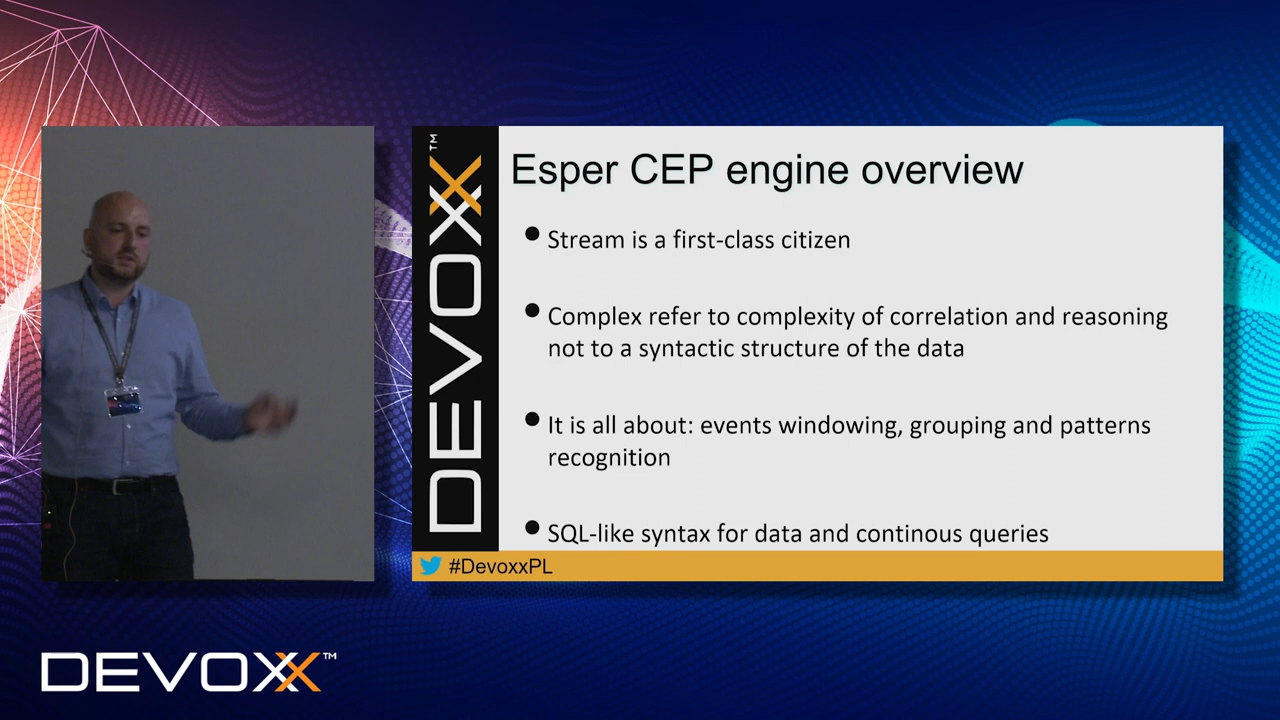 DEVOXX™
Esper CEP engine overview
• Stream is a first-class citizen
• Complex refer to complexity of correlation and reasoning
not to a syntactic structure of the data
• It is all about: events windowing, grouping and patterns
recognition
• SQL-like syntax for data and continous queries
#DevoxxPL
DEVOXX™